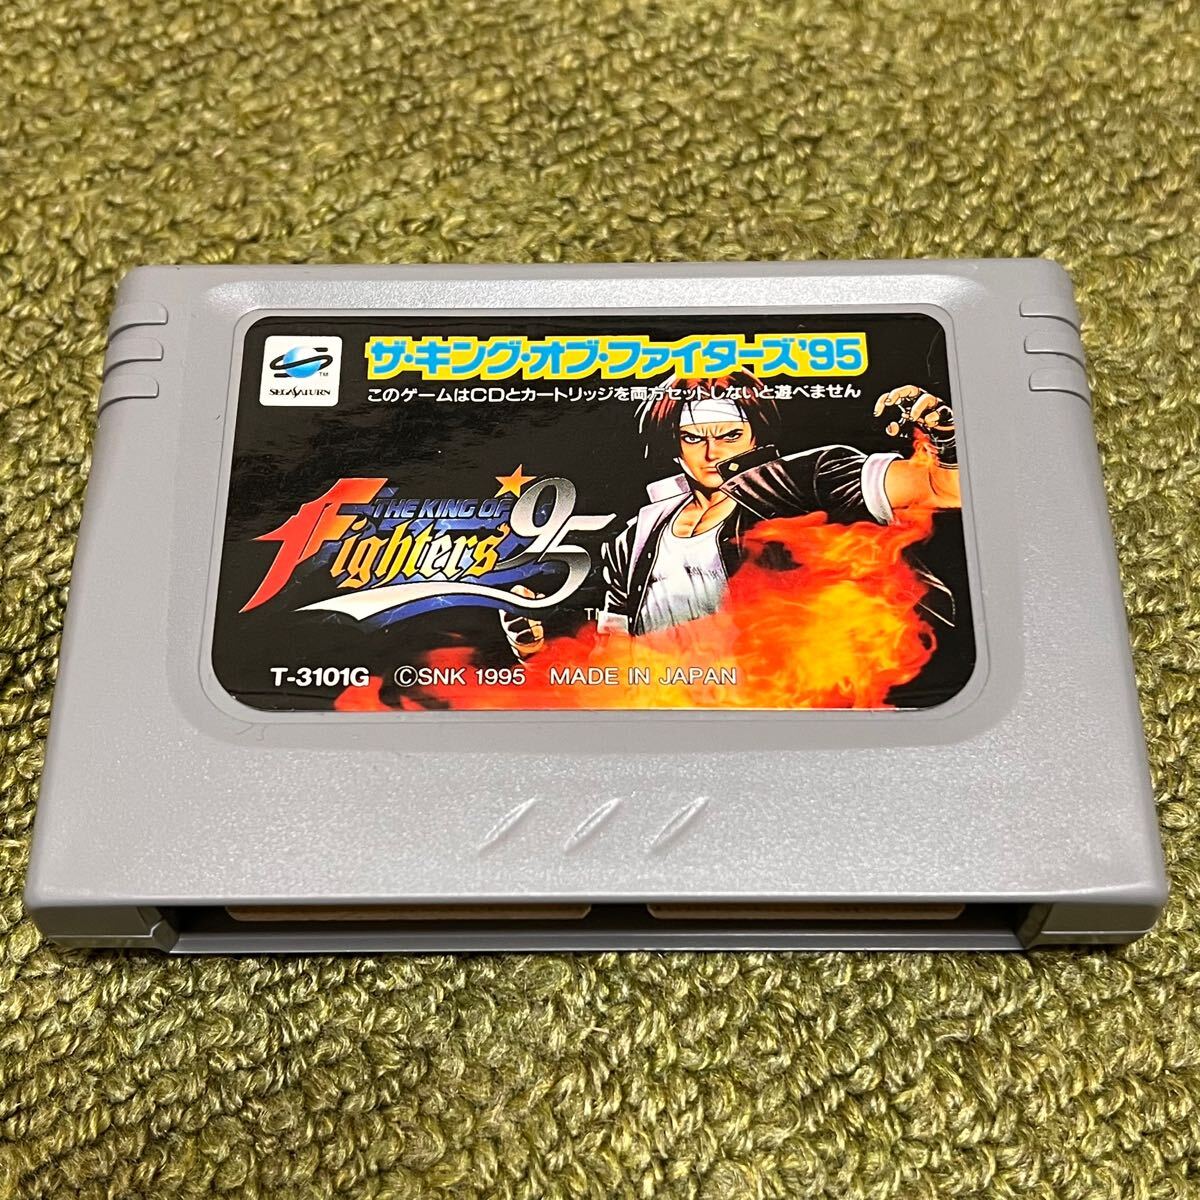 ザ・キング・オブ・ファイターズ'95
SEGA SATURN TM
このゲームはCDとカートリッジを両方セットしないと遊べません
THE KING OF
Fighters '95
TM
T-3101G ©SNK 1995 MADE IN JAPAN